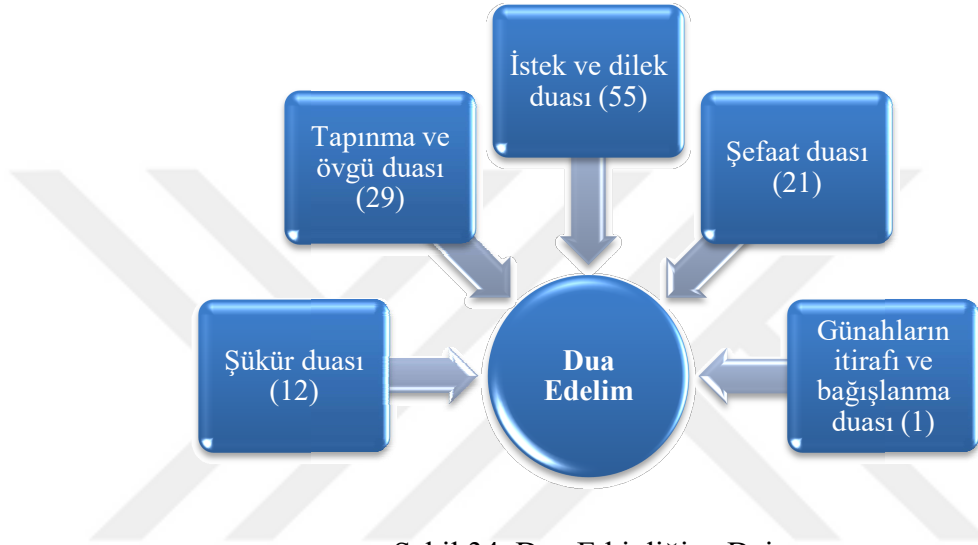 İstek ve dilek
duası (55)
Tapınma ve
övgü duası
(29)
Şefaat duası
(21)
Şükür duası
(12)
Dua
Edelim
Günahların
itirafı ve
bağışlanma
duası (1)